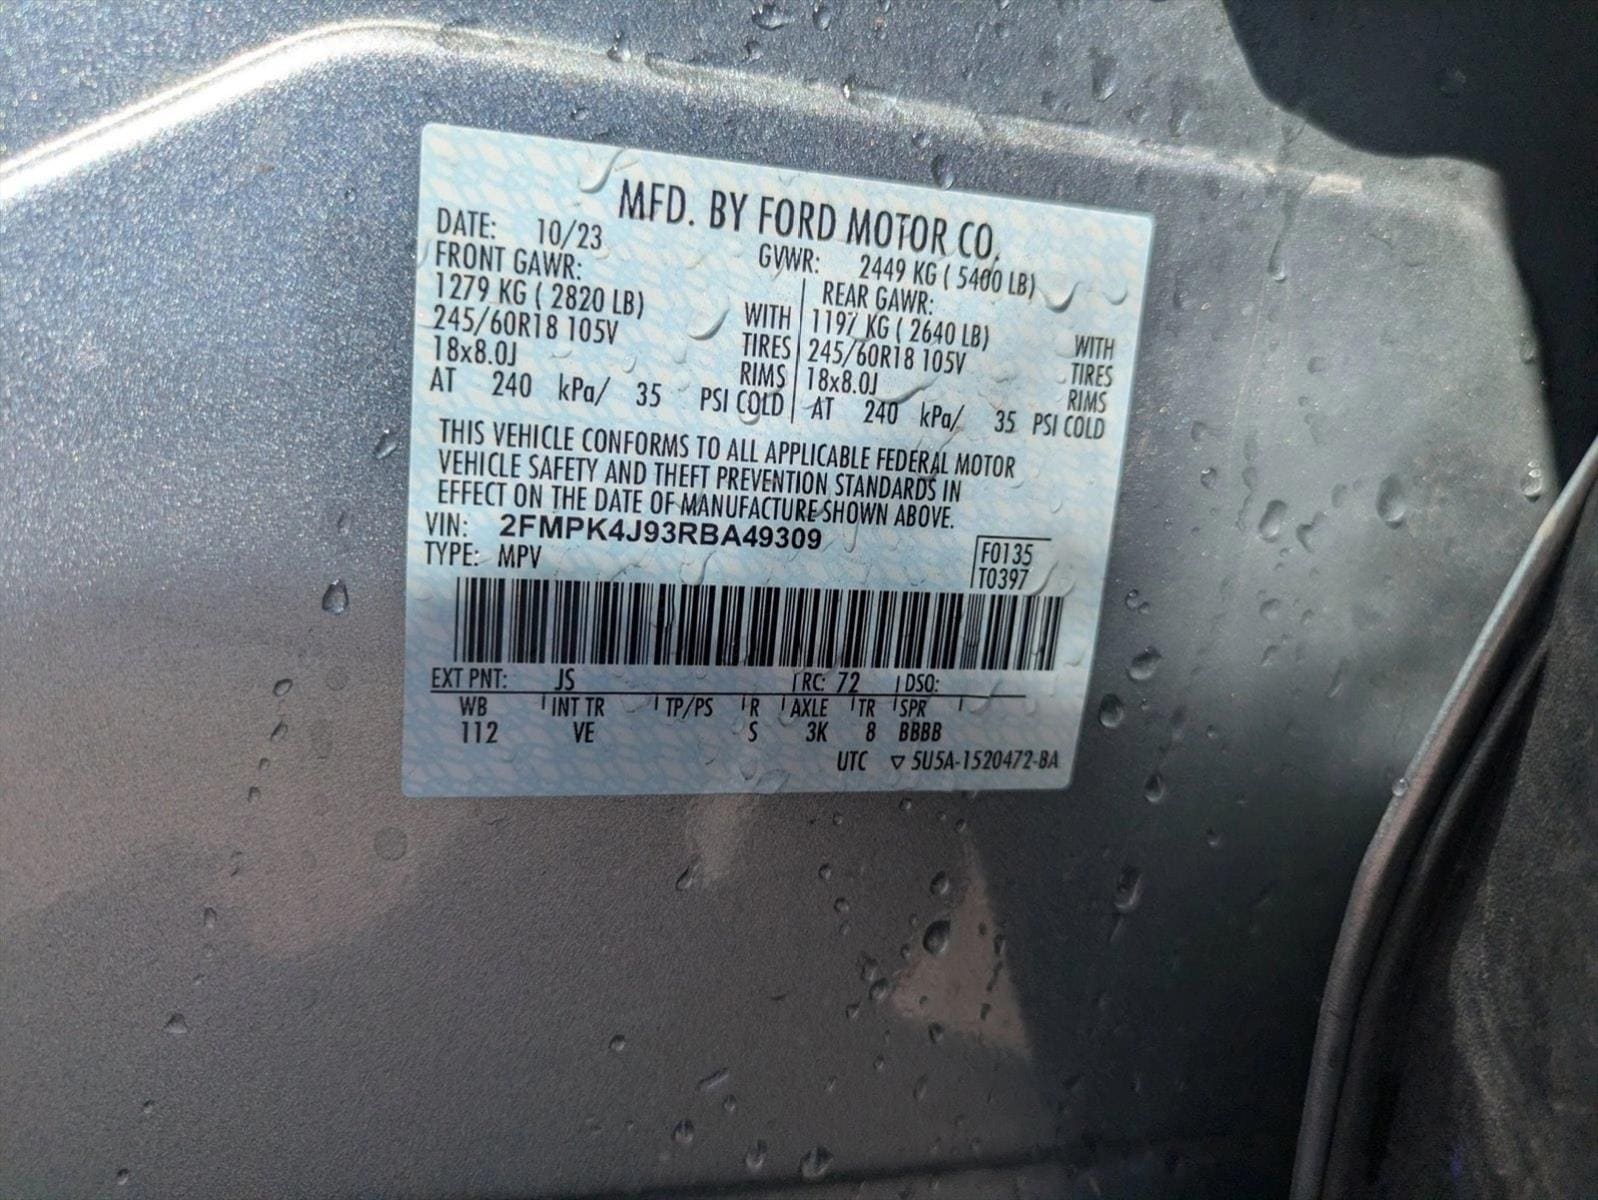 MFD. BY FORD MOTOR CO.
DATE: 10/23 GVWR: 2449 KG ( 5400 LB)
FRONT GAWR: REAR GAWR:
1279 KG ( 2820 LB) WITH 1197 KG ( 2640 LB) WITH
245/60R18 105V TIRES 245/60R18 105V TIRES
18x8.0J RIMS 18x8.0J RIMS
AT 240 kPa/ 35 PSI COLD AT 240 kPa/ 35 PSI COLD
THIS VEHICLE CONFORMS TO ALL APPLICABLE FEDERAL MOTOR
VEHICLE SAFETY AND THEFT PREVENTION STANDARDS IN
EFFECT ON THE DATE OF MANUFACTURE SHOWN ABOVE.
VIN: 2FMPK4J93RBA49309
TYPE: MPV
F0135
T0397
EXT PNT: JS RC: 72 DSO:
WB INT TR TP/PS R AXLE TR SPR
112 VE S 3K 8 BBBB
UTC ▽ 5U5A-1520472-BA